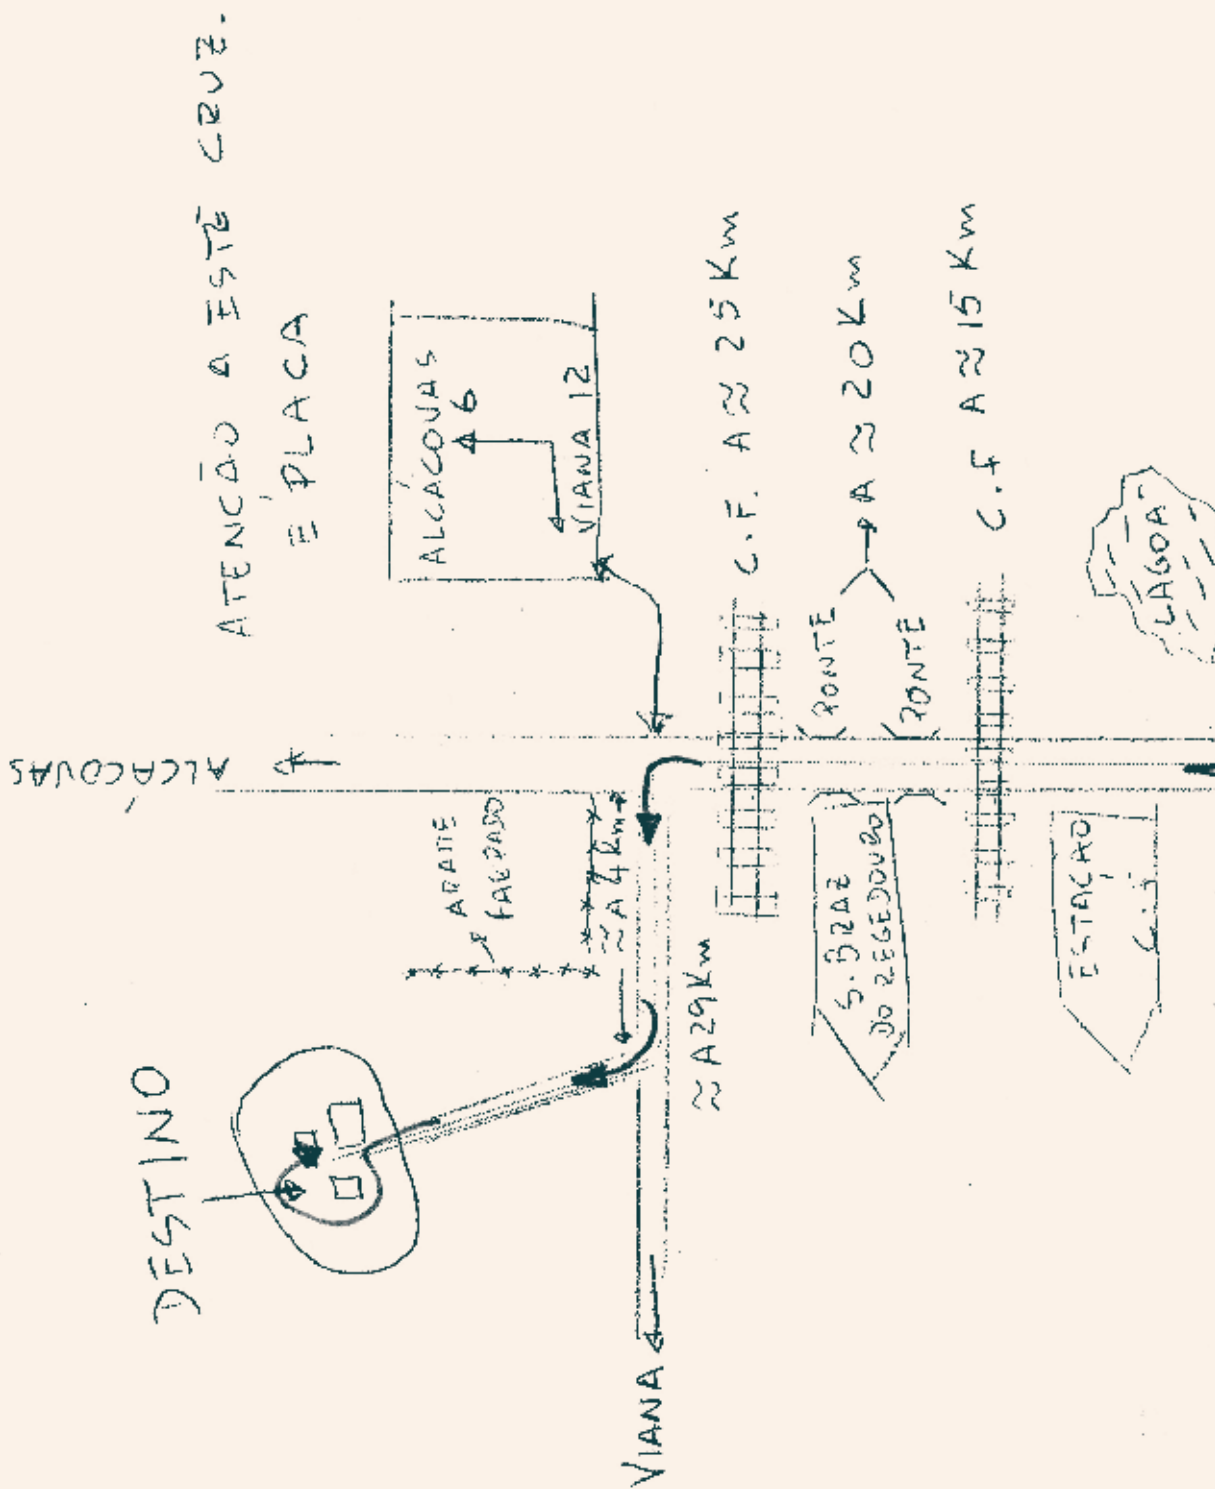 ATENÇÃO A ESTE CRUZ.
E PLACA
ALCÁÇOVAS
6
VIANA 12
ALCÁÇOVAS
ARAME
FARPADO
≈ A 4 Km
DESTINO
VIANA
≈ A 29 Km
C.F. A ≈ 25 Km
PONTE
PONTE
A ≈ 20 Km
S. BRAZ
DO REGEDOURO
C.F A ≈ 15 Km
ESTAÇÃO
LAGOA